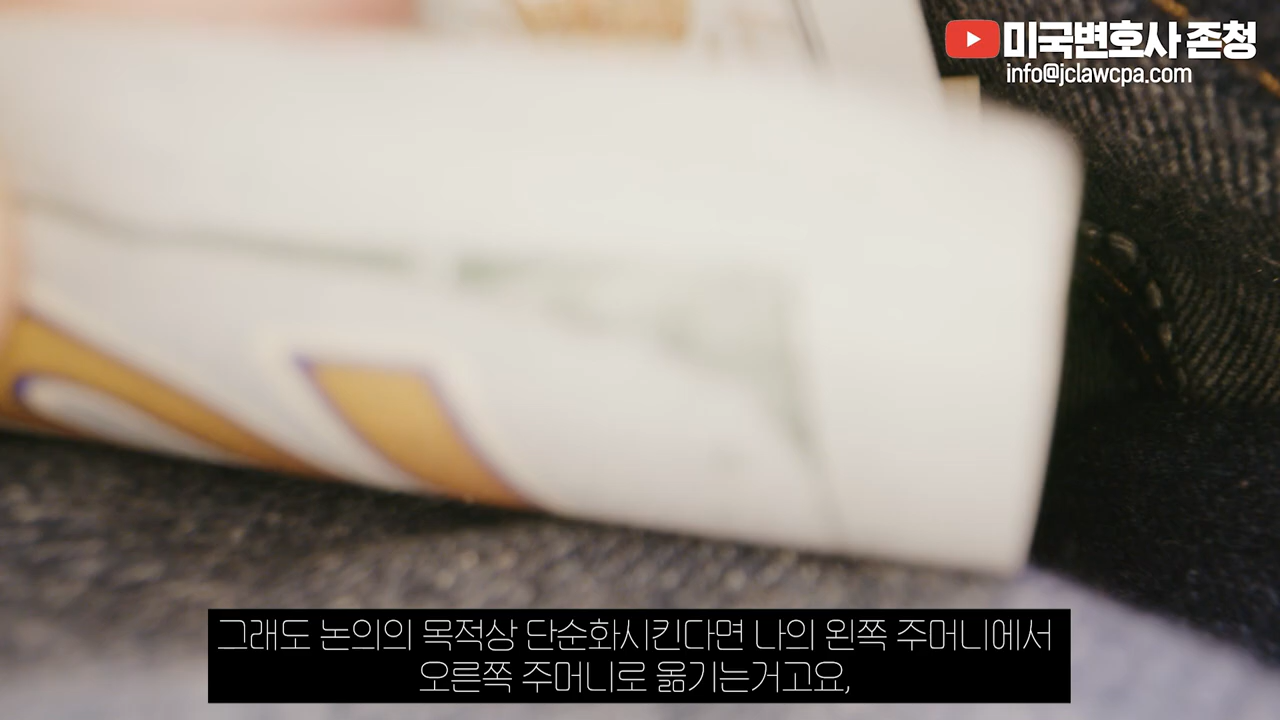 미국변호사 존청
info@jclawcpa.com
그래도 논의의 목적상 단순화시킨다면 나의 왼쪽 주머니에서
오른쪽 주머니로 옮기는거고요,